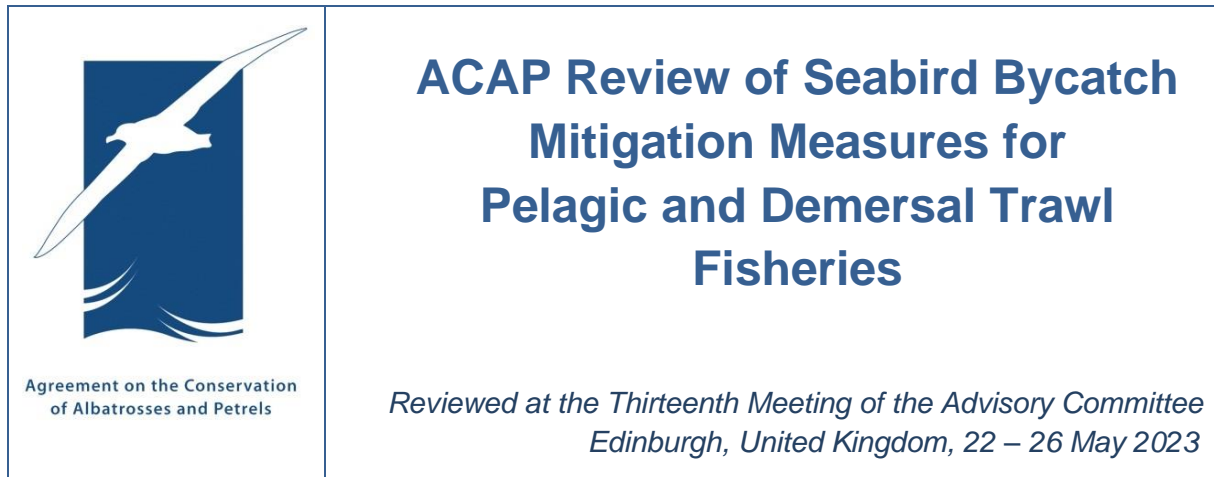 Agreement on the Conservation
of Albatrosses and Petrels
ACAP Review of Seabird Bycatch
Mitigation Measures for
Pelagic and Demersal Trawl
Fisheries
Reviewed at the Thirteenth Meeting of the Advisory Committee
Edinburgh, United Kingdom, 22 – 26 May 2023